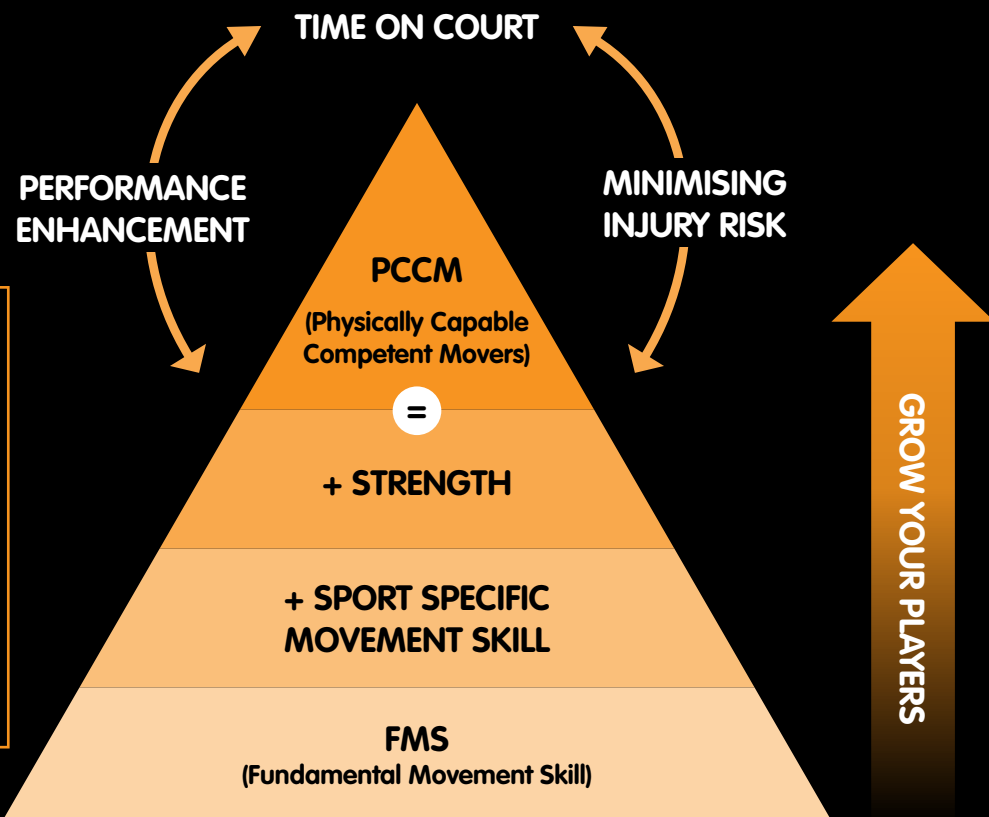 TIME ON COURT
PERFORMANCE
ENHANCEMENT
MINIMISING
INJURY RISK
PCCM
(Physically Capable
Competent Movers)
=
+ STRENGTH
+ SPORT SPECIFIC
MOVEMENT SKILL
FMS
(Fundamental Movement Skill)
GROW YOUR PLAYERS